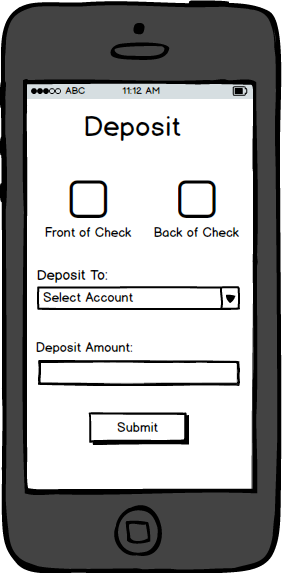 ABC 11:12 AM
Deposit
Front of Check Back of Check
Deposit To:
Select Account
Deposit Amount:
Submit